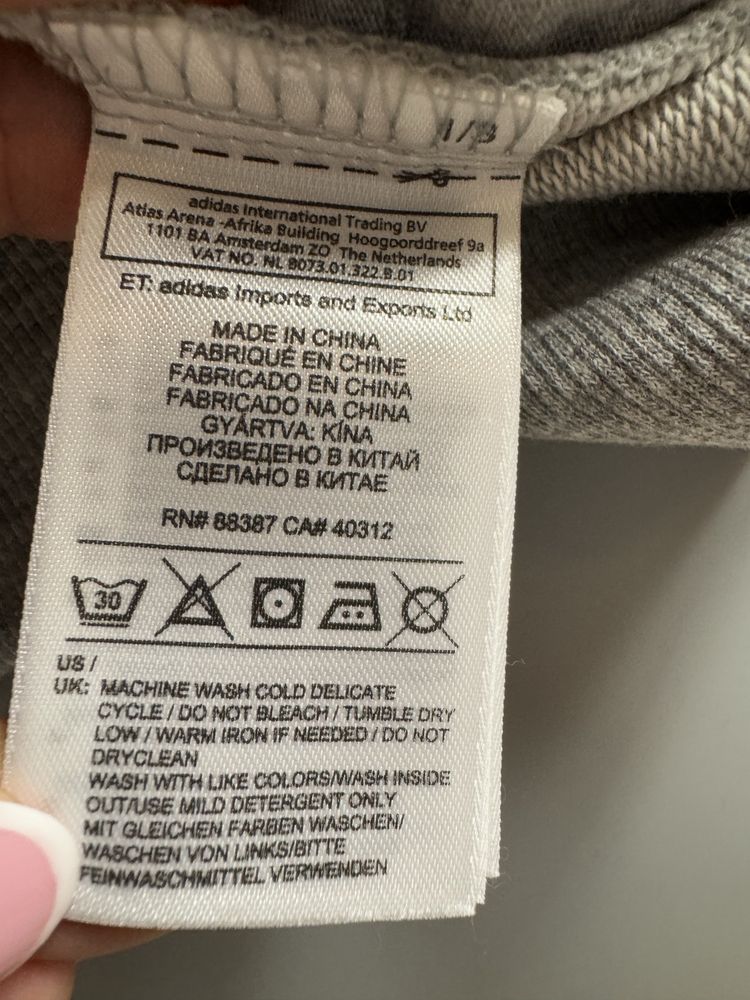 1/9
adidas International Trading BV
Atlas Arena -Afrika Building Hoogoorddreef 9a
1101 BA Amsterdam ZO The Netherlands
VAT NO. NL 8073.01.322.B.01
ET: adidas Imports and Exports Ltd
MADE IN CHINA
FABRIQUÉ EN CHINE
FABRICADO EN CHINA
FABRICADO NA CHINA
GYÁRTVA: KÍNA
ПРОИЗВЕДЕНО В КИТАЙ
СДЕЛАНО В КИТАЕ
RN# 88387 CA# 40312
30
US /
UK: MACHINE WASH COLD DELICATE
CYCLE / DO NOT BLEACH / TUMBLE DRY
LOW / WARM IRON IF NEEDED / DO NOT
DRYCLEAN
WASH WITH LIKE COLORS/WASH INSIDE
OUT/USE MILD DETERGENT ONLY
MIT GLEICHEN FARBEN WASCHEN/
WASCHEN VON LINKS/BITTE
FEINWASCHMITTEL VERWENDEN